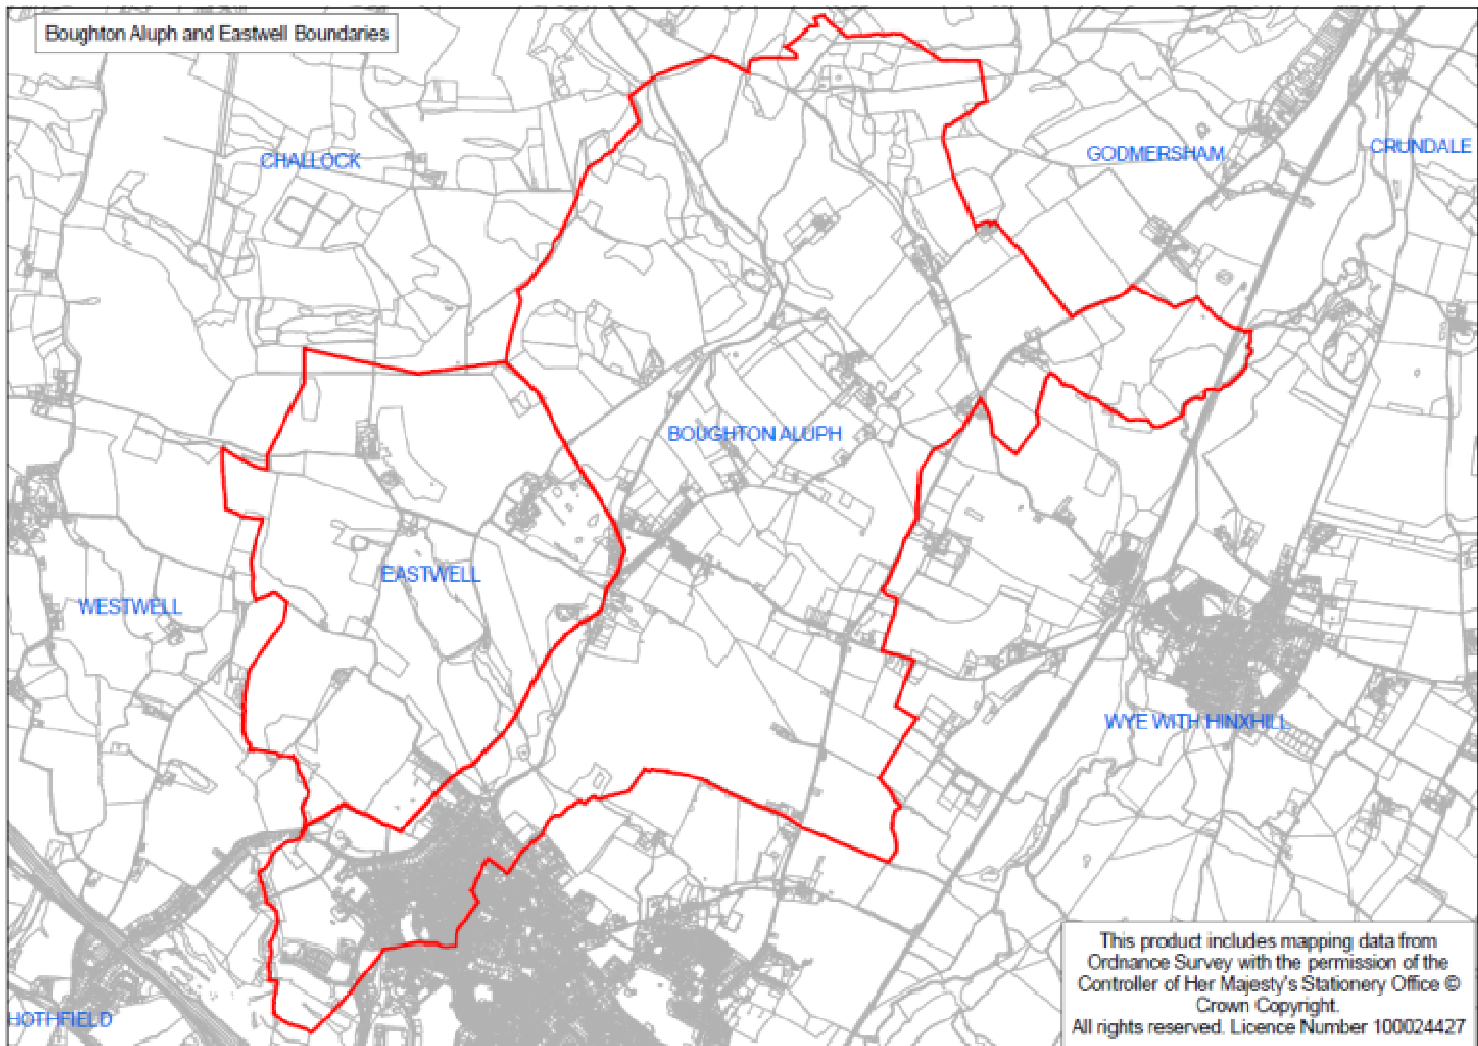 Boughton Aluph and Eastwell Boundaries
CHALLOCK
GODMERSHAM
CRUNDALE
BOUGHTON ALUPH
EASTWELL
WESTWELL
WYE WITH HINXHILL
HOTHFIELD
This product includes mapping data from
Ordnance Survey with the permission of the
Controller of Her Majesty's Stationery Office ©
Crown Copyright.
All rights reserved. Licence Number 100024427